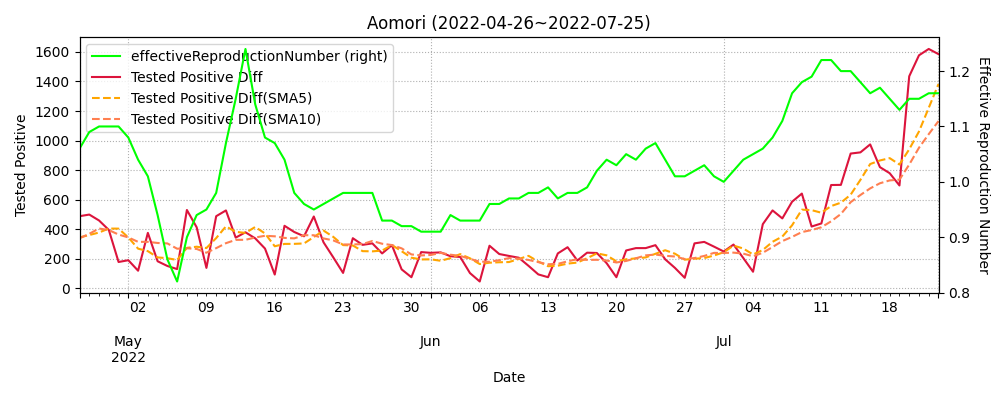 Aomori (2022-04-26~2022-07-25)
effectiveReproductionNumber (right)
Tested Positive Diff
Tested Positive Diff(SMA5)
Tested Positive Diff(SMA10)
Tested Positive
1600
1400
1200
1000
800
600
400
200
0
1.2
1.1
1.0
0.9
0.8
Effective Reproduction Number
02 09 16 23 30 06 13 20 27 04 11 18
May Jun Jul
2022
Date